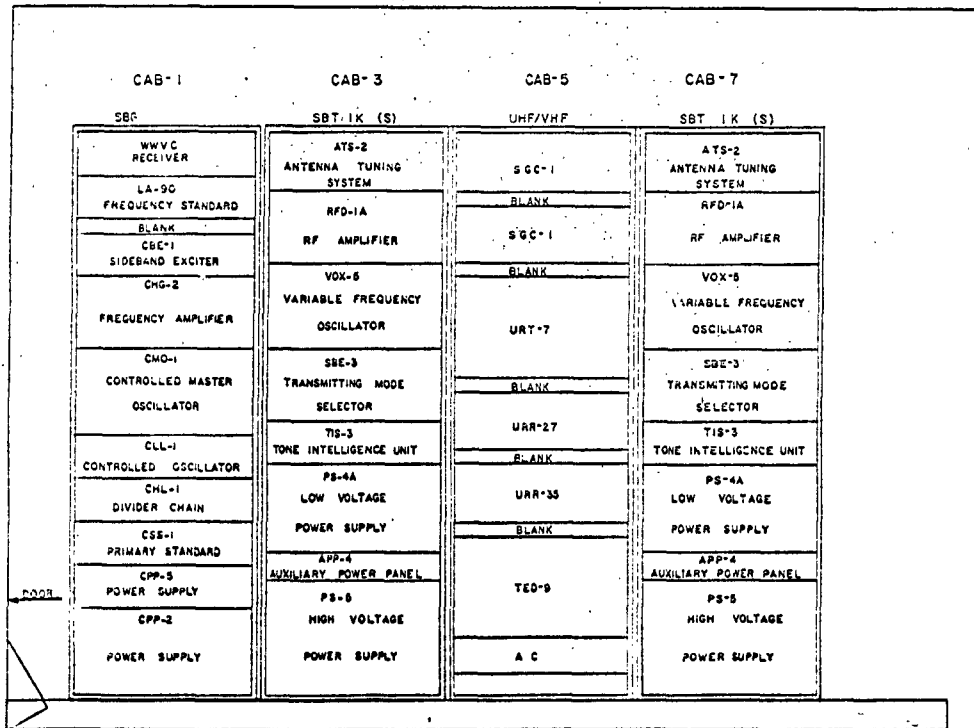 CAB-1
SBG
WWVC
RECEIVER
LA-9C
FREQUENCY STANDARD
BLANK
CBE-1
SIDEBAND EXCITER
CHG-2
FREQUENCY AMPLIFIER
CMO-1
CONTROLLED MASTER
OSCILLATOR
CLL-1
CONTROLLED OSCILLATOR
CHL-1
DIVIDER CHAIN
CSS-1
PRIMARY STANDARD
CPP-5
POWER SUPPLY
CPP-2
POWER SUPPLY
DOOR
CAB-3
SBT-1K (S)
ATS-2
ANTENNA TUNING
SYSTEM
RFD-1A
RF AMPLIFIER
VOX-5
VARIABLE FREQUENCY
OSCILLATOR
SBE-3
TRANSMITTING MODE
SELECTOR
TIS-3
TONE INTELLIGENCE UNIT
PS-4A
LOW VOLTAGE
POWER SUPPLY
APP-4
AUXILIARY POWER PANEL
PS-5
HIGH VOLTAGE
POWER SUPPLY
CAB-5
UHF/VHF
SGC-1
BLANK
SGC-1
BLANK
URT-7
BLANK
URR-27
BLANK
URR-35
BLANK
TED-9
AC
CAB-7
SBT 1K (S)
ATS-2
ANTENNA TUNING
SYSTEM
RFD-1A
RF AMPLIFIER
VOX-5
VARIABLE FREQUENCY
OSCILLATOR
SBE-3
TRANSMITTING MODE
SELECTOR
TIS-3
TONE INTELLIGENCE UNIT
PS-4A
LOW VOLTAGE
POWER SUPPLY
APP-4
AUXILIARY POWER PANEL
PS-5
HIGH VOLTAGE
POWER SUPPLY